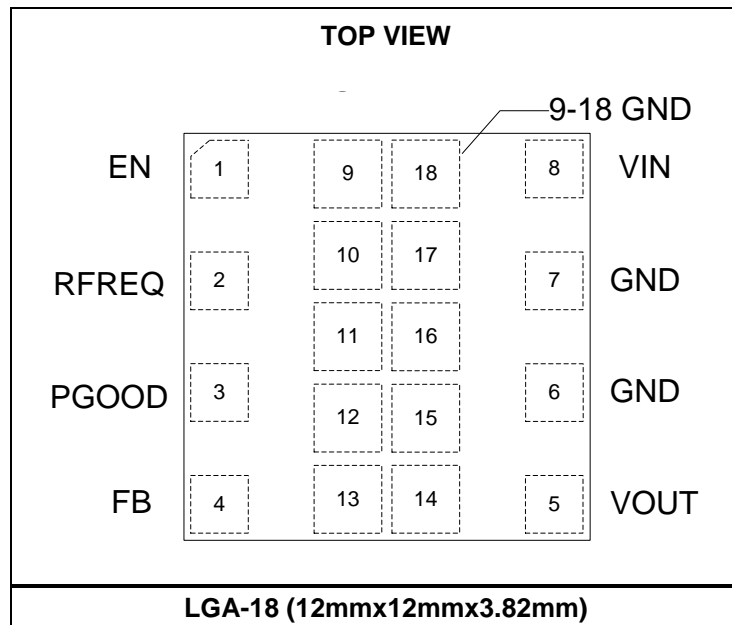 TOP VIEW
9-18 GND
EN 1 9 18 8 VIN
10 17
RFREQ 2 7 GND
11 16
PGOOD 3 6 GND
12 15
FB 4 13 14 5 VOUT
LGA-18 (12mmx12mmx3.82mm)